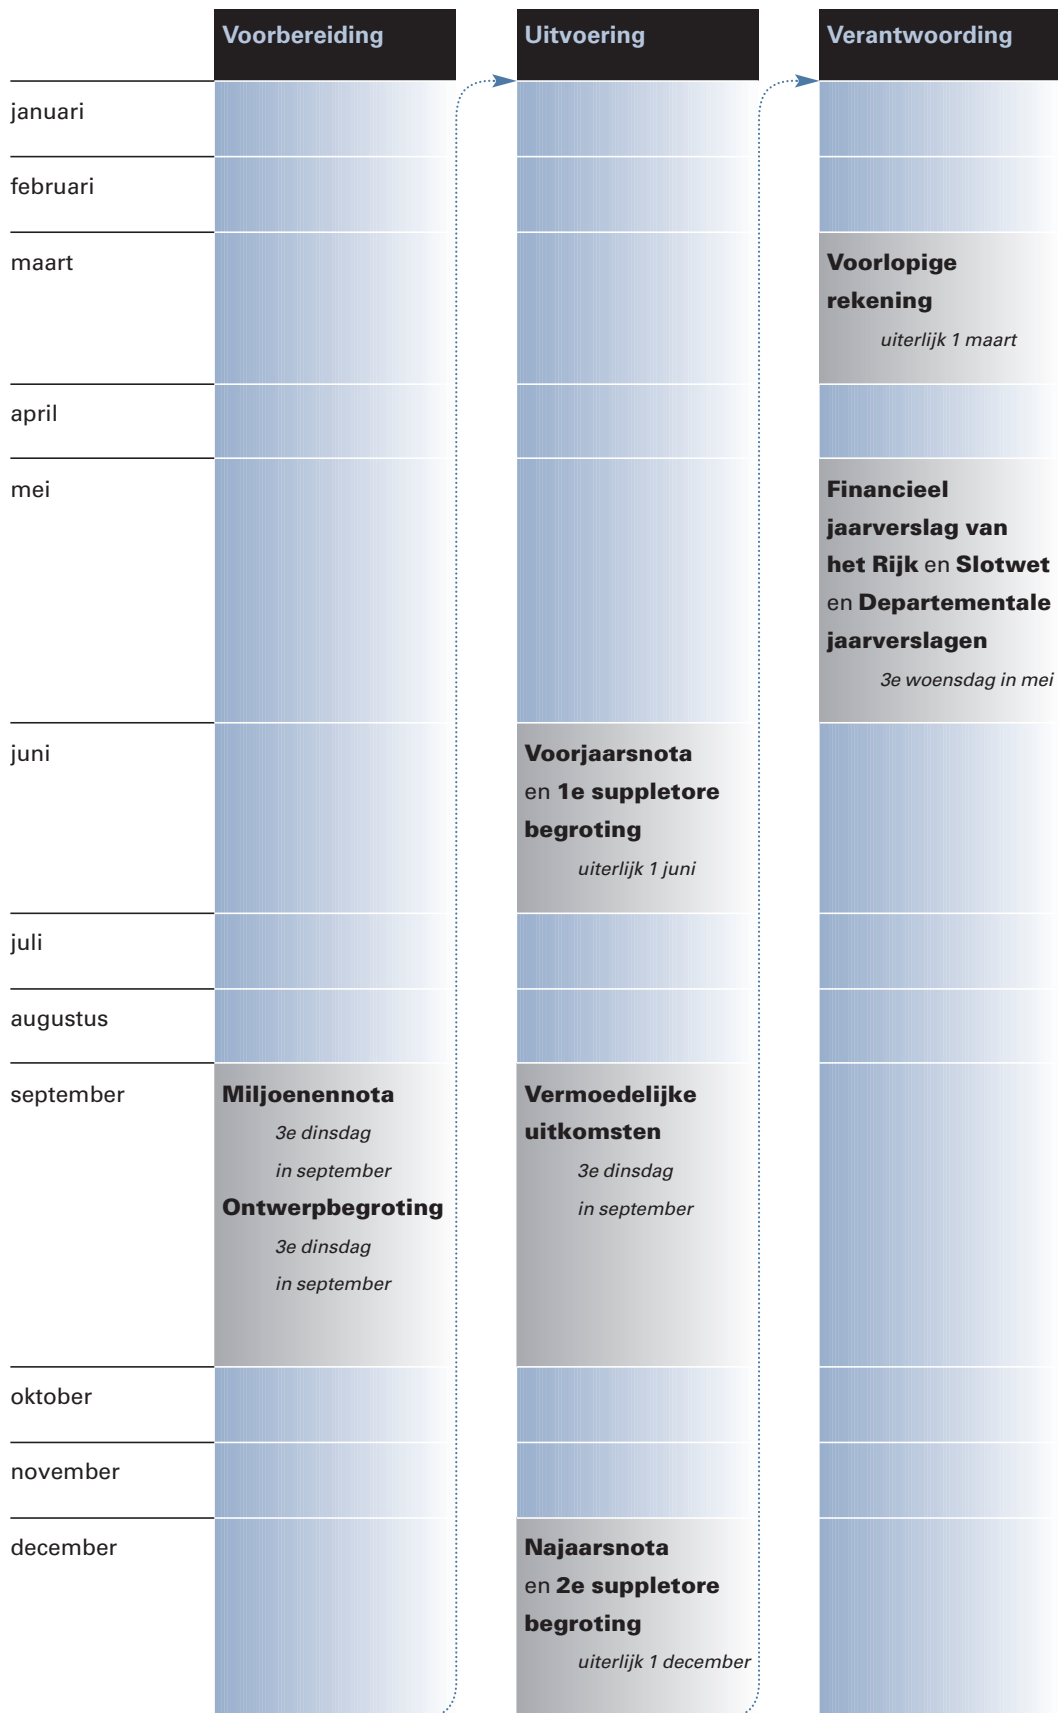 Voorbereiding
Uitvoering
Verantwoording
januari
februari
maart
Voorlopige
rekening
uiterlijk 1 maart
april
mei
Financieel
jaarverslag van
het Rijk en Slotwet
en Departementale
jaarverslagen
3e woensdag in mei
juni
Voorjaarsnota
en 1e suppletore
begroting
uiterlijk 1 juni
juli
augustus
september
Miljoenennota
3e dinsdag
in september
Ontwerpbegroting
3e dinsdag
in september
Vermoedelijke
uitkomsten
3e dinsdag
in september
oktober
november
december
Najaarsnota
en 2e suppletore
begroting
uiterlijk 1 december